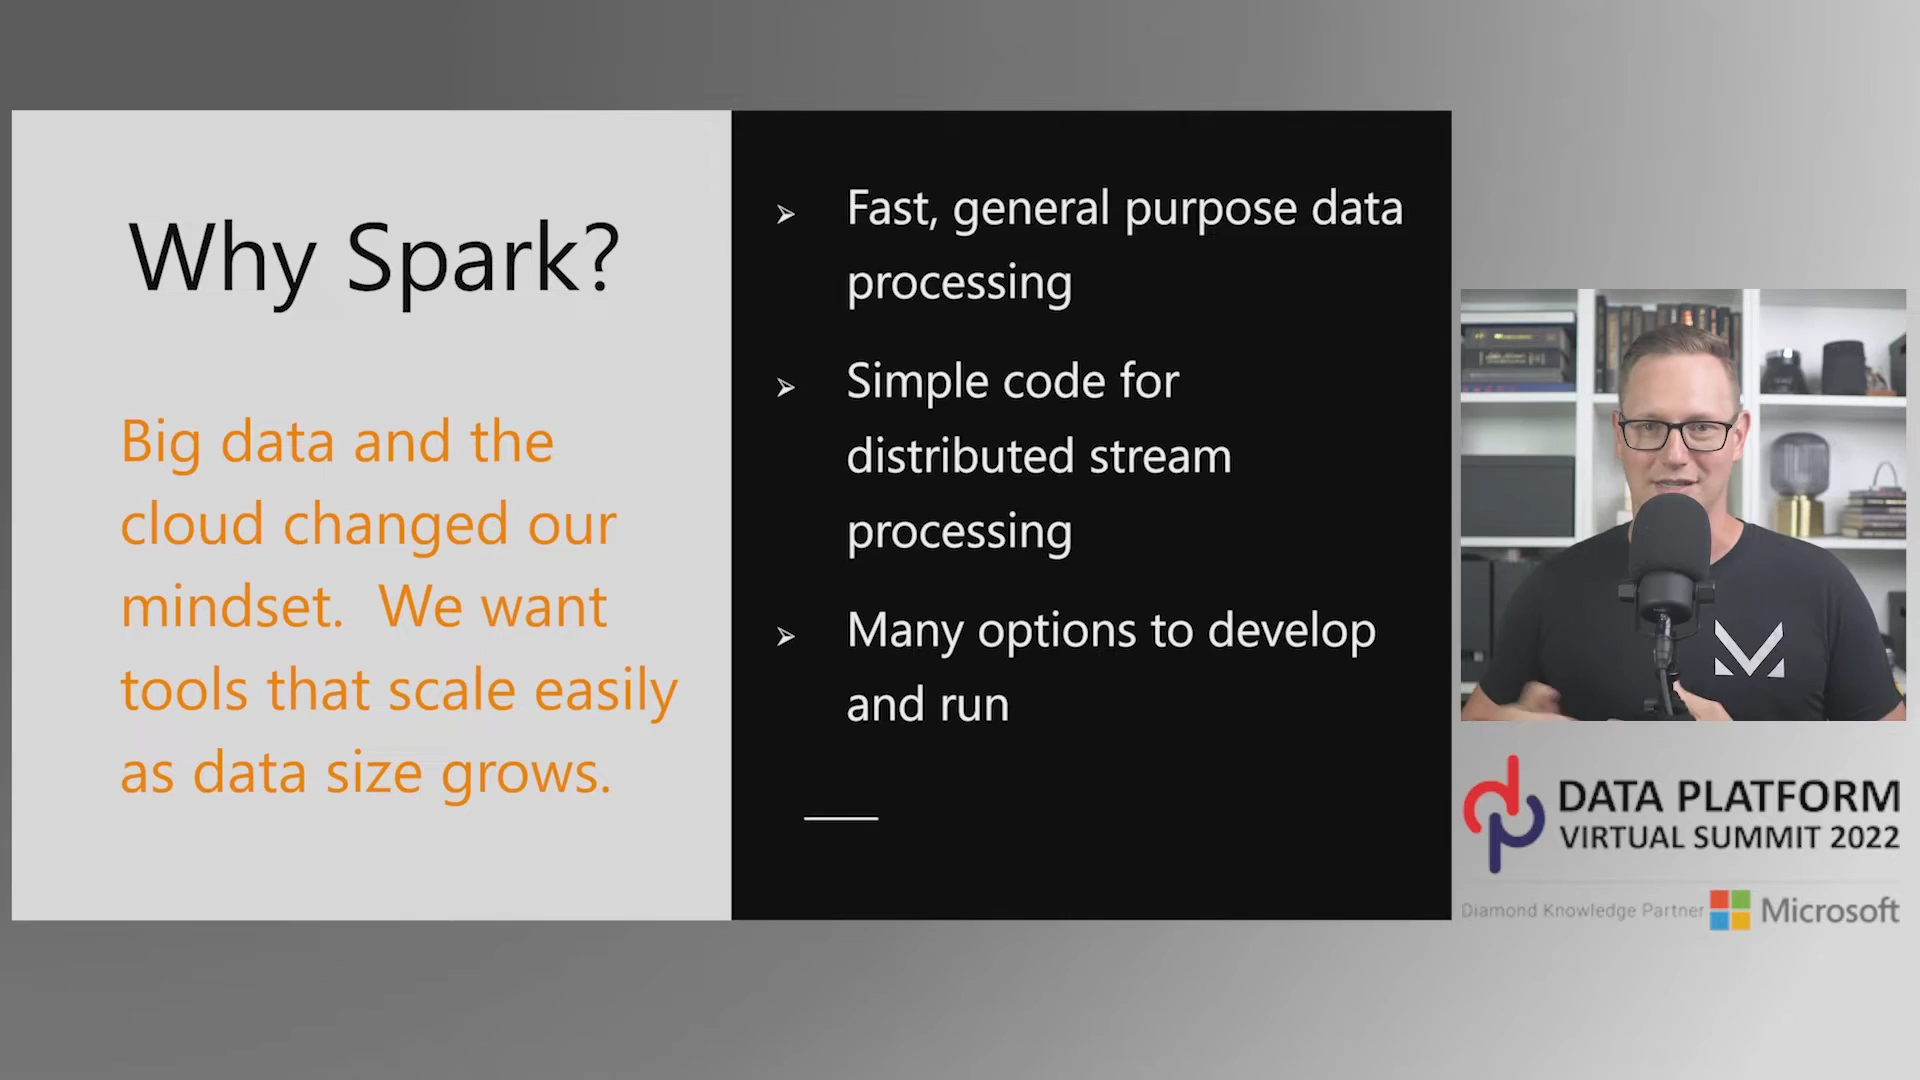 Why Spark?
Big data and the
cloud changed our
mindset.  We want
tools that scale easily
as data size grows.
➢ Fast, general purpose data
processing
➢ Simple code for
distributed stream
processing
➢ Many options to develop
and run
DATA PLATFORM
VIRTUAL SUMMIT 2022
Diamond Knowledge Partner Microsoft